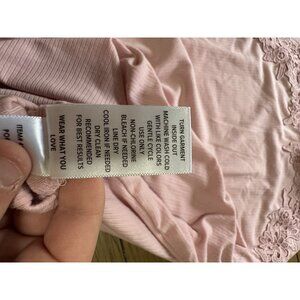 TURN GARMENT
INSIDE OUT
MACHINE WASH COLD
WITH LIKE COLORS
GENTLE CYCLE
USE ONLY,
NON-CHLORINE
BLEACH IF NEEDED
LINE DRY
COOL IRON IF NEEDED
DRY CLEAN
RECOMMENDED
FOR BEST RESULTS
WEAR WHAT YOU
LOVE
ITEM